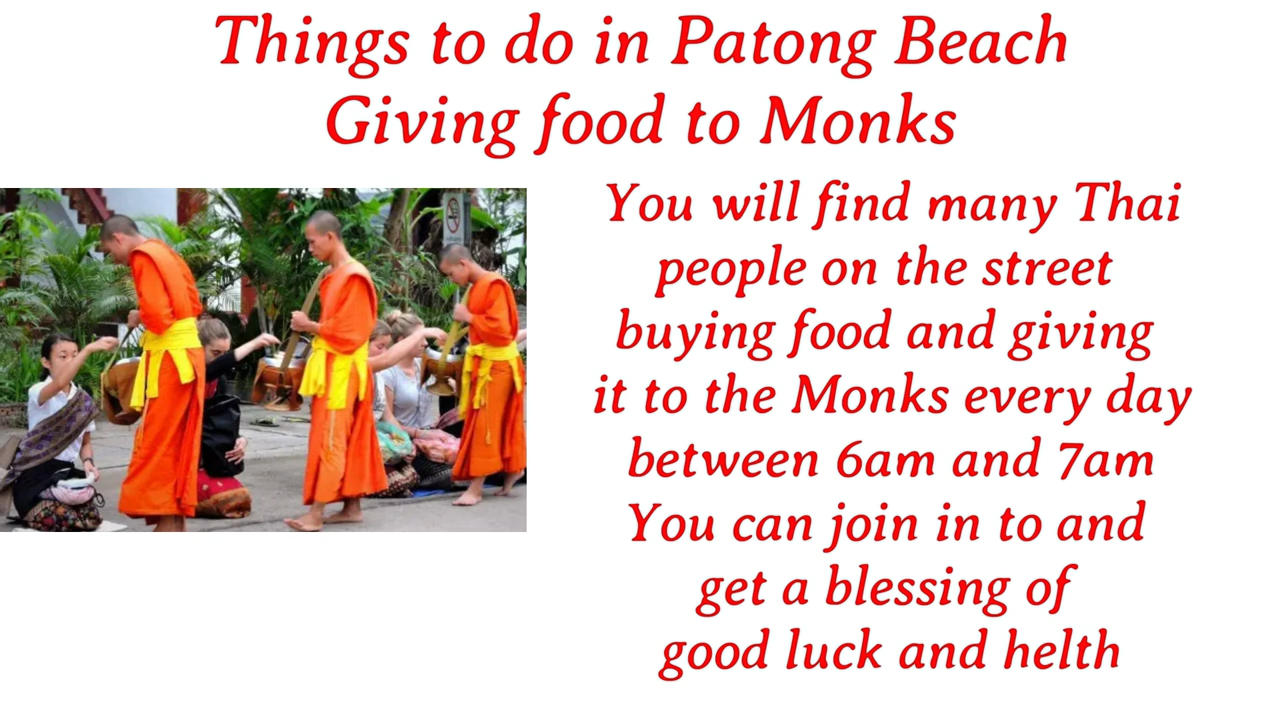 Things to do in Patong Beach
Giving food to Monks
You will find many Thai
people on the street
buying food and giving
it to the Monks every day
between 6am and 7am
You can join in to and
get a blessing of
good luck and helth